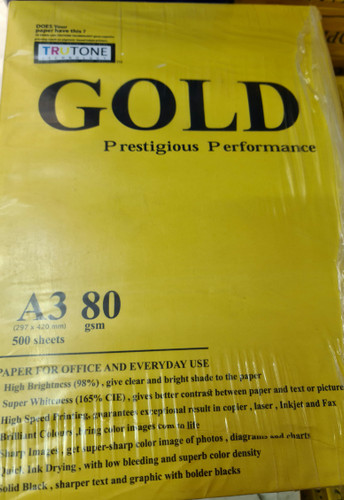 DOES Your
paper have this ?
TRUTONE
TM
GOLD
Prestigious Performance
A3 80
(297 x 420 mm) gsm
500 sheets
PAPER FOR OFFICE AND EVERYDAY USE
High Brightness (98%) , give clear and bright shade to the paper
Super Whiteness (165% CIE) , gives better contrast between paper and text or picture
High Speed Printing, guarantees exceptional result in copier , laser , Inkjet and Fax
Brilliant Colours, bring color images come to life
Sharp Images , get super-sharp color image of photos , diagrams and charts
Quick Ink Drying , with low bleeding and superb color density
Solid Black , sharper text and graphic with bolder blacks